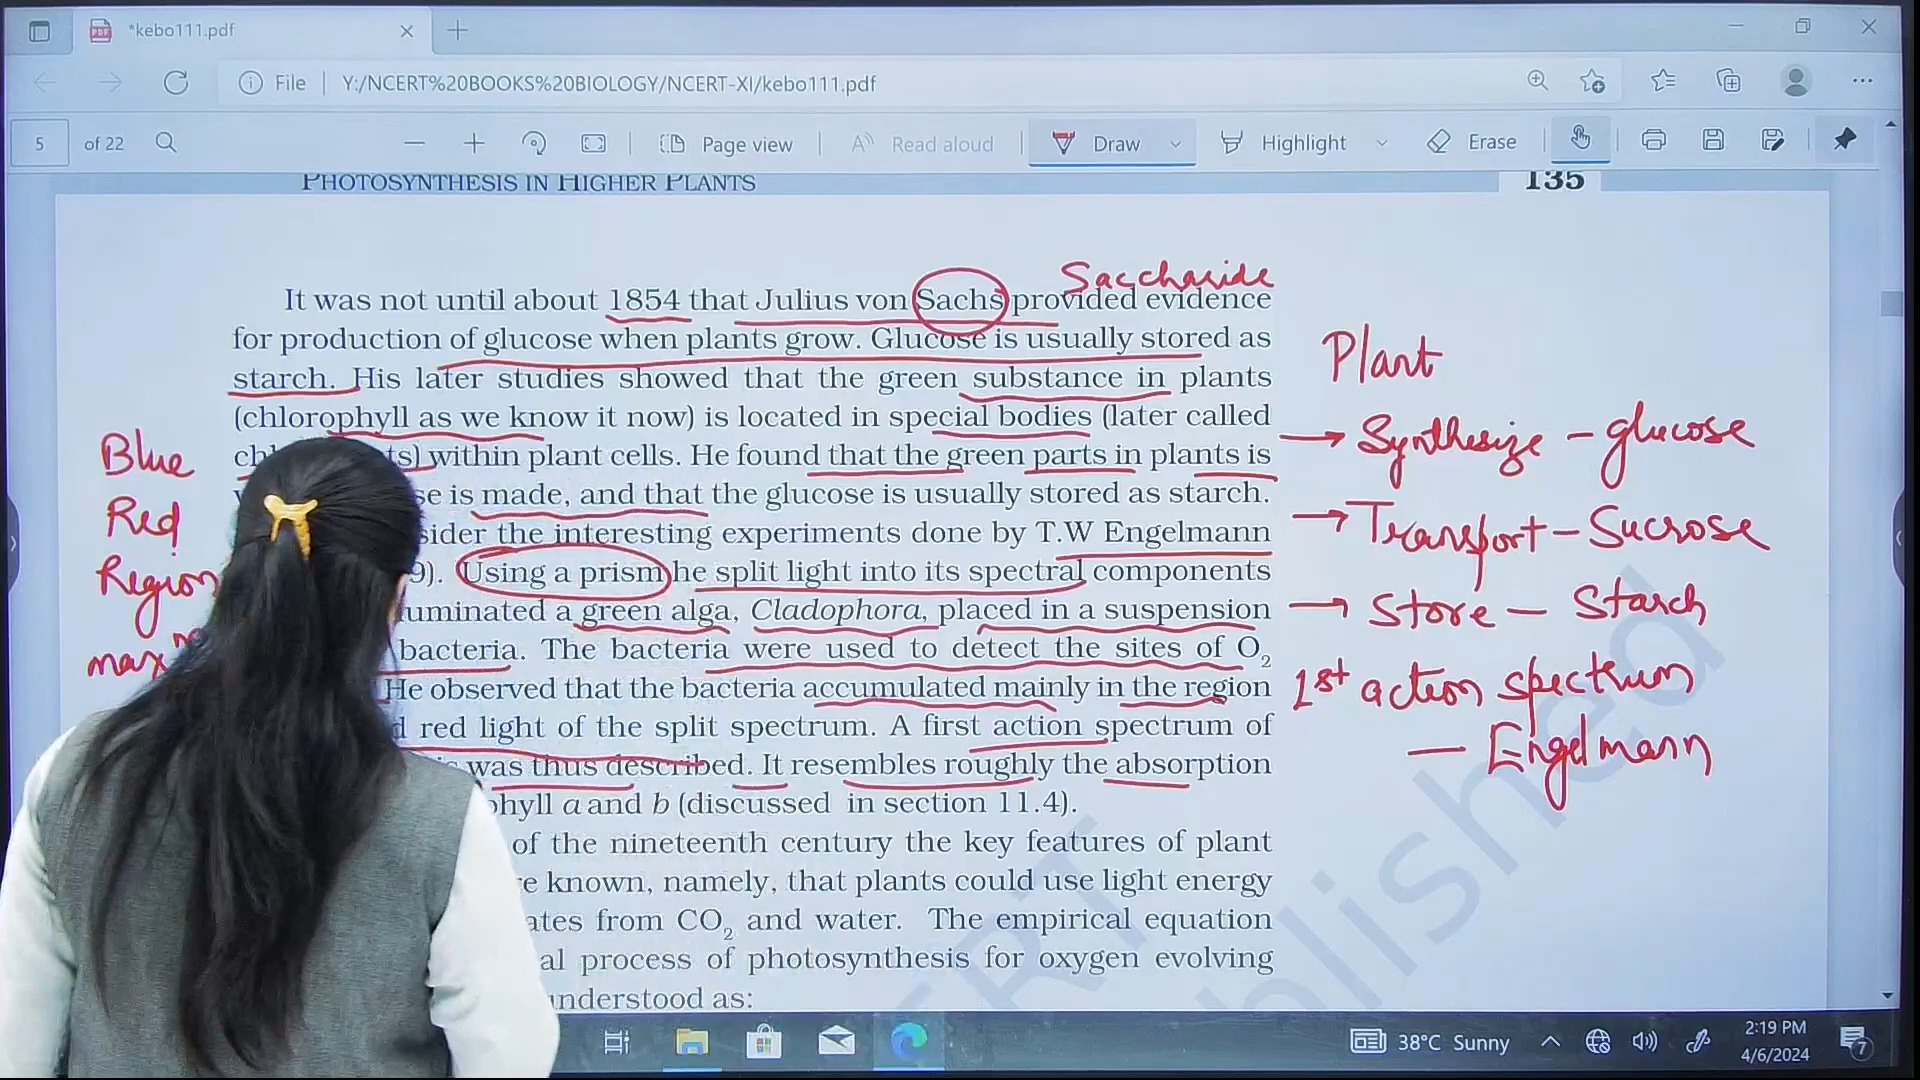 *kebo111.pdf
File
Y:/NCERT%20BOOKS%20BIOLOGY/NCERT-XI/kebo111.pdf
5 of 22
Page view
Read aloud
Draw
Highlight
Erase
PHOTOSYNTHESIS IN HIGHER PLANTS 135
Saccharide
It was not until about 1854 that Julius von Sachs provided evidence
for production of glucose when plants grow. Glucose is usually stored as
starch. His later studies showed that the green substance in plants
(chlorophyll as we know it now) is located in special bodies (later called
within plant cells. He found that the green parts in plants is
is made, and that the glucose is usually stored as starch.
the interesting experiments done by T.W Engelmann
Using a prism he split light into its spectral components
a green alga, Cladophora, placed in a suspension
bacteria. The bacteria were used to detect the sites of O2
He observed that the bacteria accumulated mainly in the region
red light of the split spectrum. A first action spectrum of
was thus described. It resembles roughly the absorption
a and b (discussed in section 11.4).
of the nineteenth century the key features of plant
known, namely, that plants could use light energy
from CO2 and water. The empirical equation
process of photosynthesis for oxygen evolving
understood as:
Blue
Red
Region
max
Plant
→ Synthesize - glucose
→ Transport - Sucrose
→ Store - Starch
1st action spectrum
- Engelmann
38°C Sunny
2:19 PM
4/6/2024
7